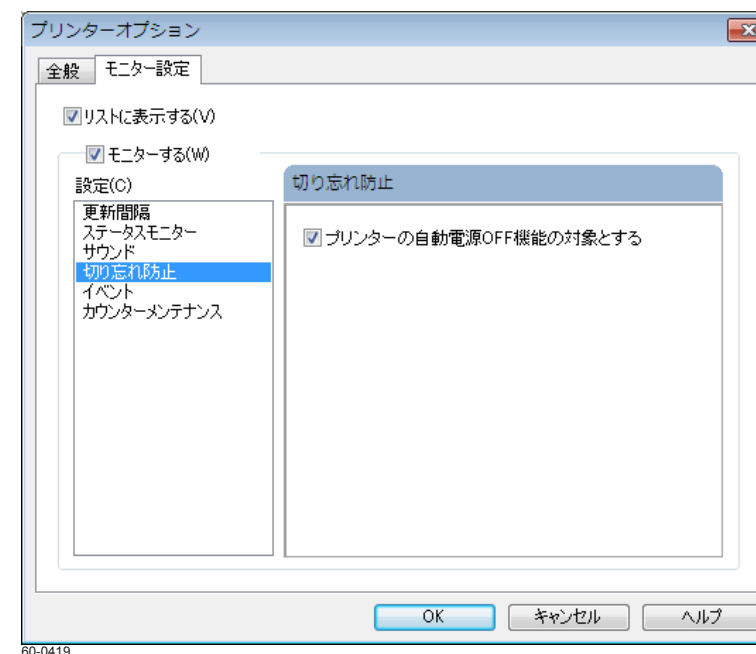 プリンターオプション
全般
モニター設定
リストに表示する(V)
モニターする(W)
設定(C)
更新間隔
ステータスモニター
サウンド
切り忘れ防止
イベント
カウンターメンテナンス
切り忘れ防止
プリンターの自動電源OFF機能の対象とする
OK
キャンセル
ヘルプ
60-0419